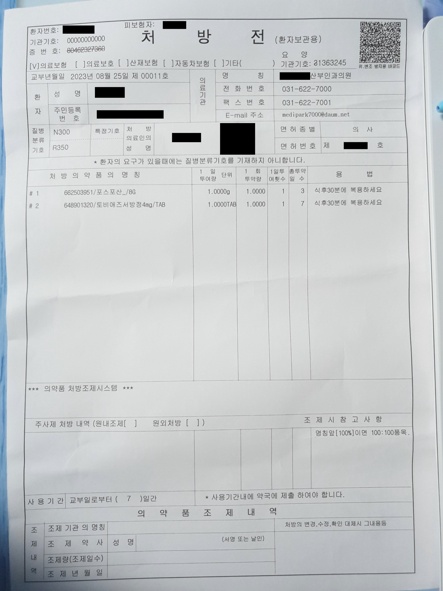 환자번호:
피보험자:
기관기호: 00000000000
증 번호: 80462327360
처 방 전 (환자보관용)
요 양
[V]의료보험 [ ]의료보호 [ ]산재보험 [ ]자동차보험 [ ]기타( ) 기관기호: 31363245
교부년월일 2023년 08월 25일 제 00011호
의료기관
명 칭 산부인과의원
전화 번호 031-622-7000
팩스 번호 031-622-7001
E-mail 주소 medipark7000@daum.net
환자
성 명
주민등록번호
질병분류기호
N300
R350
특정기호
처 방 의료인의 성 명
면허종별 의 사
면허번호 제 호
* 환자의 요구가 있을때에는 질병분류기호를 기재하지 아니합니다.
처 방 의 약 품 의 명 칭
1 일 투여량 단위
1 회 투약량
1일투여횟수
총투약일 수
용 법
# 1 662503951/포스포산_/8G 1.0000g 1.0000 1 3 식후30분에 복용하세요
# 2 648901320/토비애즈서방정4mg/TAB 1.0000TAB 1.0000 1 7 식후30분에 복용하세요
*** 의약품 처방조제시스템 ***
주사제 처방 내역 (원내조제[ ] 원외처방 [ ])
조 제 시 참 고 사 항
명칭앞[100%]이면 100:100품목.
사 용 기 간 교부일로부터 ( 7 )일간 * 사용기간내에 약국에 제출 하여야 합니다.
의 약 품 조 제 내 역
조제내역
조제 기관 의 명칭
처방의 변경,수정,확인 대체시 그내용등
조 제 약 사 성 명 (서명 또는 날인)
조제량(조제일수)
조 제 년 월 일